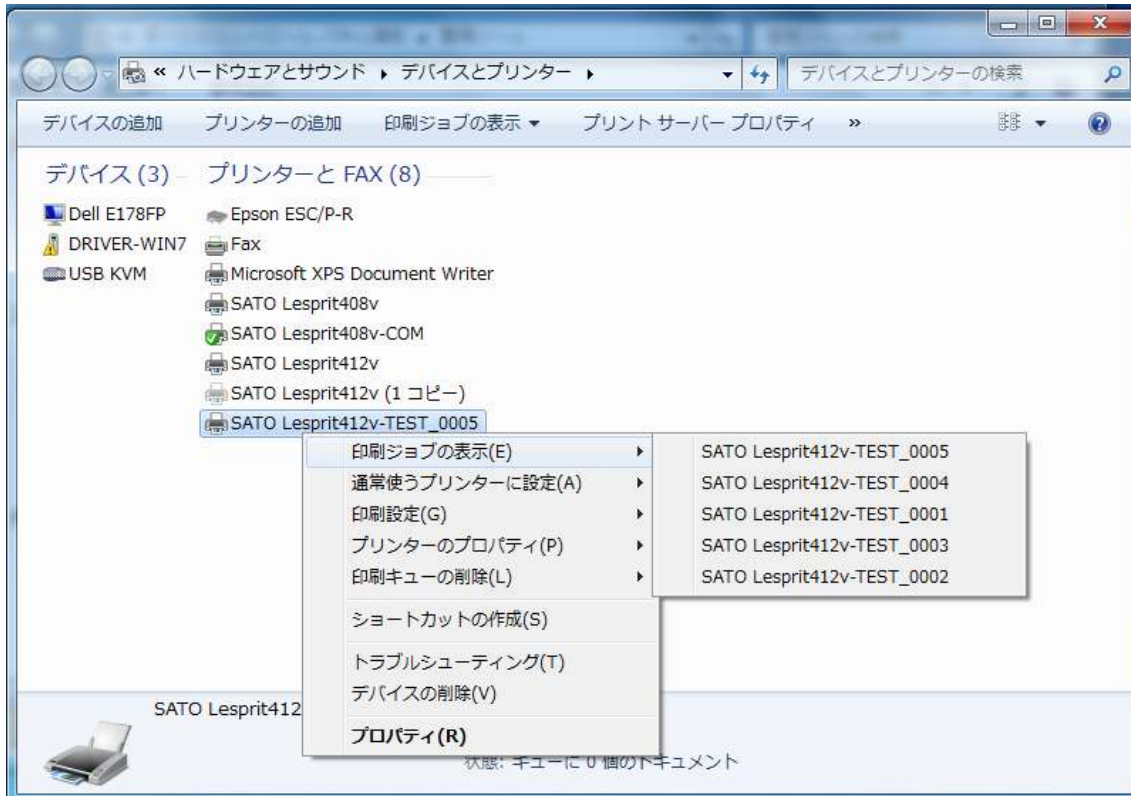 « ハードウェアとサウンド ▸ デバイスとプリンター ▸
デバイスとプリンターの検索
デバイスの追加 プリンターの追加 印刷ジョブの表示 ▼ プリント サーバー プロパティ »
デバイス (3)
Dell E178FP
DRIVER-WIN7
USB KVM
プリンターと FAX (8)
Epson ESC/P-R
Fax
Microsoft XPS Document Writer
SATO Lesprit408v
SATO Lesprit408v-COM
SATO Lesprit412v
SATO Lesprit412v (1 コピー)
SATO Lesprit412v-TEST_0005
印刷ジョブの表示(E)
通常使うプリンターに設定(A)
印刷設定(G)
プリンターのプロパティ(P)
印刷キューの削除(L)
ショートカットの作成(S)
トラブルシューティング(T)
デバイスの削除(V)
プロパティ(R)
SATO Lesprit412v-TEST_0005
SATO Lesprit412v-TEST_0004
SATO Lesprit412v-TEST_0001
SATO Lesprit412v-TEST_0003
SATO Lesprit412v-TEST_0002
SATO Lesprit412
状態: キューに 0 個のドキュメント